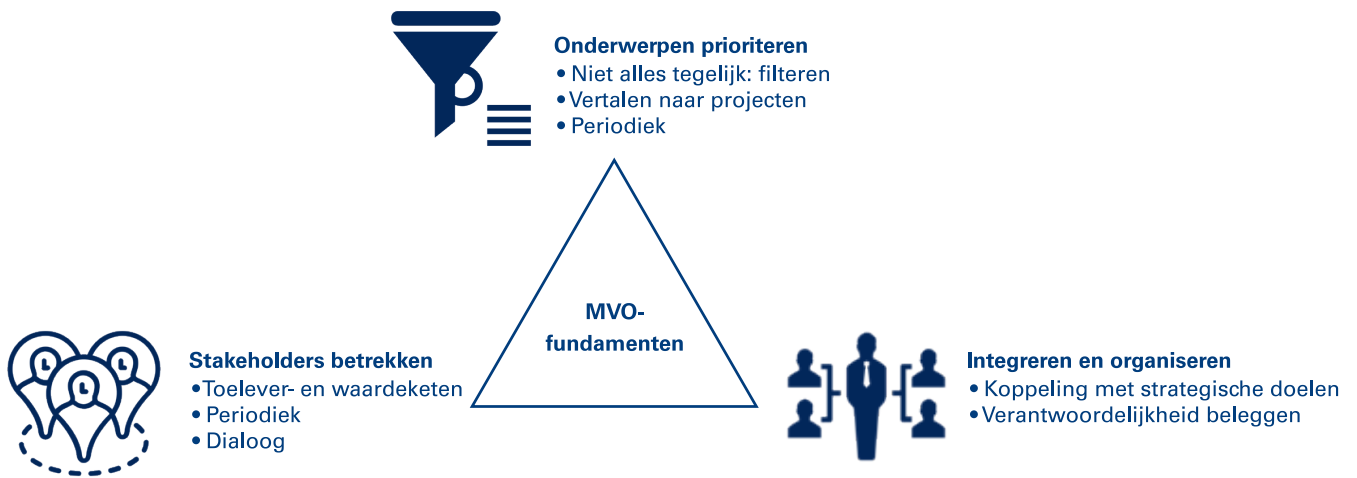 Onderwerpen prioriteren
• Niet alles tegelijk: filteren
• Vertalen naar projecten
• Periodiek
MVO-
fundamenten
Stakeholders betrekken
• Toelever- en waardeketen
• Periodiek
• Dialoog
Integreren en organiseren
• Koppeling met strategische doelen
• Verantwoordelijkheid beleggen